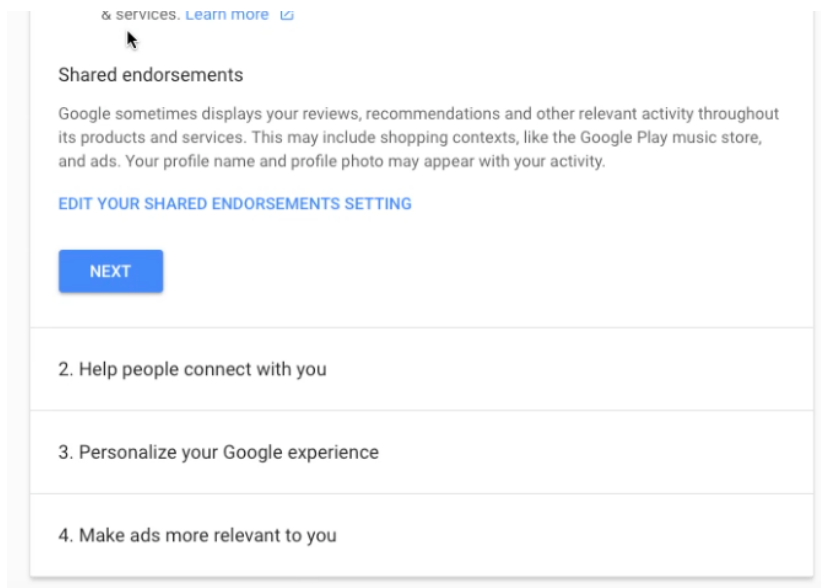 & services. Learn more
Shared endorsements
Google sometimes displays your reviews, recommendations and other relevant activity throughout
its products and services. This may include shopping contexts, like the Google Play music store,
and ads. Your profile name and profile photo may appear with your activity.
EDIT YOUR SHARED ENDORSEMENTS SETTING
NEXT
2. Help people connect with you
3. Personalize your Google experience
4. Make ads more relevant to you